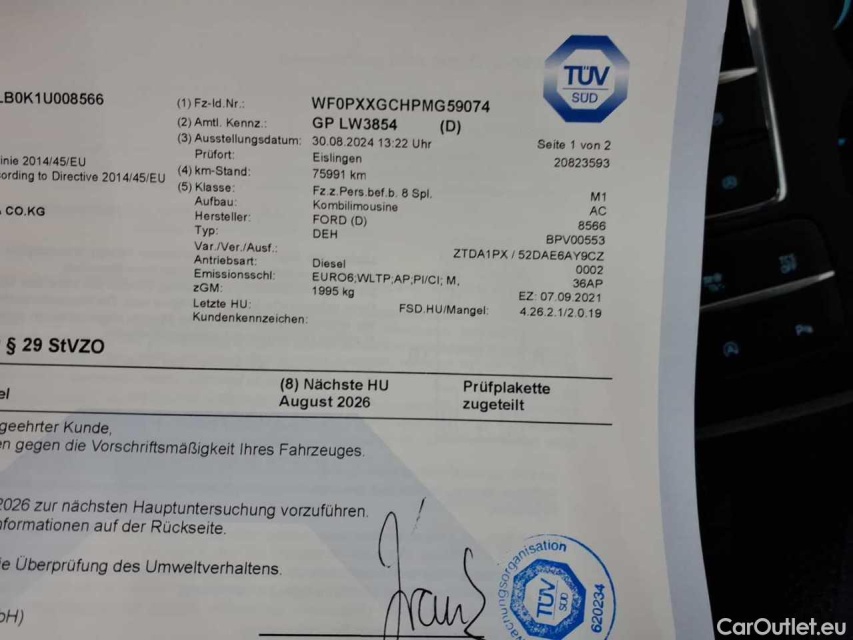 LB0K1U008566
(1) Fz-Id.Nr.: WF0PXXGCHPMG59074
(2) Amtl. Kennz.: GP LW3854 (D)
(3) Ausstellungsdatum: 30.08.2024 13:22 Uhr
Prüfort: Eislingen
(4) km-Stand: 75991 km
(5) Klasse: Fz.z.Pers.bef.b. 8 Spl. M1
Aufbau: Kombilimousine AC
Hersteller: FORD (D) 8566
Typ: DEH BPV00553
Var./Ver./Ausf.: ZTDA1PX / 52DAE6AY9CZ
Antriebsart: Diesel 0002
Emissionsschl: EURO6;WLTP;AP;PI/CI; M, 36AP
zGM: 1995 kg EZ: 07.09.2021
Letzte HU: FSD.HU/Mangel: 4.26.2.1/2.0.19
Kundenkennzeichen:
TÜV
SÜD
Seite 1 von 2
20823593
inie 2014/45/EU
ording to Directive 2014/45/EU
CO.KG
§ 29 StVZO
el (8) Nächste HU Prüfplakette
August 2026 zugeteilt
geehrter Kunde,
n gegen die Vorschriftsmäßigkeit Ihres Fahrzeuges.
2026 zur nächsten Hauptuntersuchung vorzuführen.
nformationen auf der Rückseite.
ie Überprüfung des Umweltverhaltens.
bH)
wachungsorganisation
TÜV
SÜD
620234
CarOutlet.eu